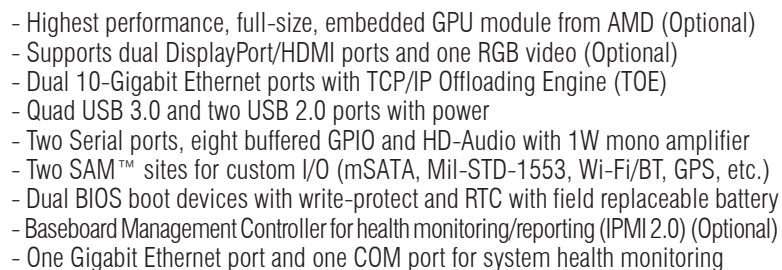 - Highest performance, full-size, embedded GPU module from AMD (Optional)
- Supports dual DisplayPort/HDMI ports and one RGB video (Optional)
- Dual 10-Gigabit Ethernet ports with TCP/IP Offloading Engine (TOE)
- Quad USB 3.0 and two USB 2.0 ports with power
- Two Serial ports, eight buffered GPIO and HD-Audio with 1W mono amplifier
- Two SAM™ sites for custom I/O (mSATA, Mil-STD-1553, Wi-Fi/BT, GPS, etc.)
- Dual BIOS boot devices with write-protect and RTC with field replaceable battery
- Baseboard Management Controller for health monitoring/reporting (IPMI 2.0) (Optional)
- One Gigabit Ethernet port and one COM port for system health monitoring